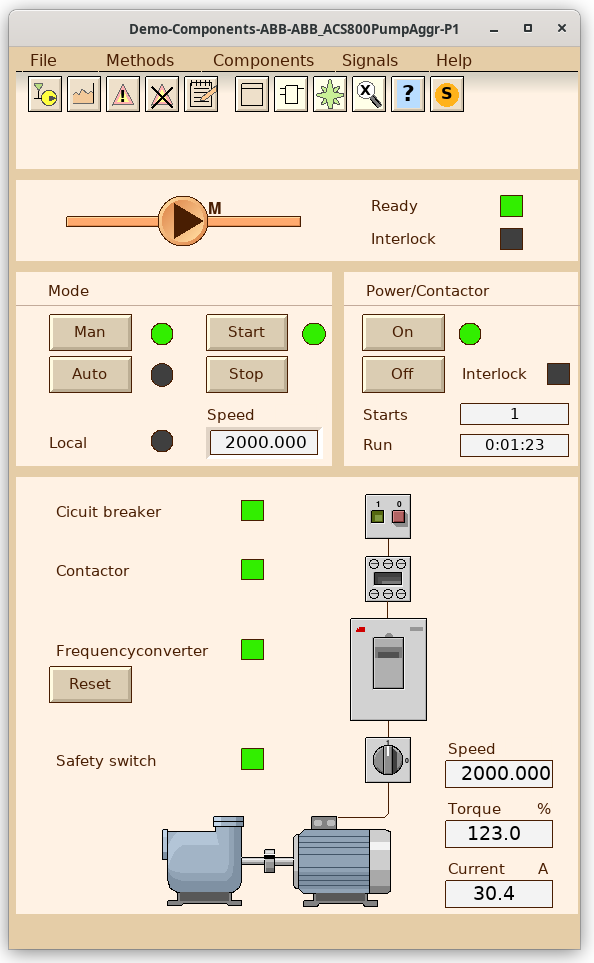 Demo-Components-ABB-ABB_ACS800PumpAggr-P1
File Methods Components Signals Help
X ? S
M
Ready
Interlock
Mode
Man Start
Auto Stop
Speed
Local 2000.000
Power/Contactor
On
Off Interlock
Starts 1
Run 0:01:23
1 0
Cicuit breaker
Contactor
Frequencyconverter
Reset
Safety switch
1
0
Speed
2000.000
Torque %
123.0
Current A
30.4